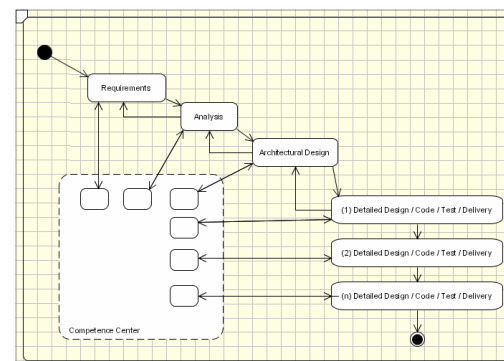 Requirements
Analysis
Architectural Design
(1) Detailed Design / Code / Test / Delivery
(2) Detailed Design / Code / Test / Delivery
(n) Detailed Design / Code / Test / Delivery
Competence Center